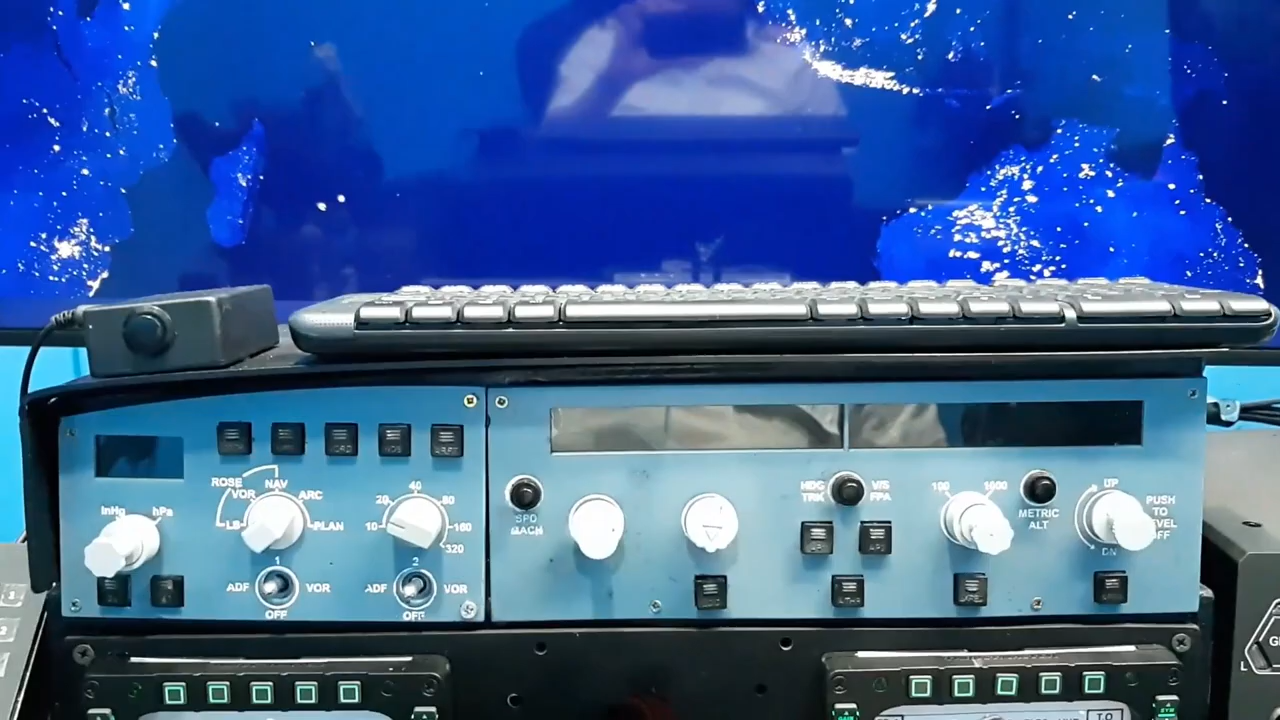 ROSE
NAV
VOR
ARC
LS
PLAN
InHg
hPa
40
20
80
10
160
320
1
ADF
VOR
OFF
2
ADF
VOR
OFF
SPD
MACH
HDG
TRK
V/S
FPA
100
1000
METRIC
ALT
UP
DN
PUSH
TO
LEVEL
OFF